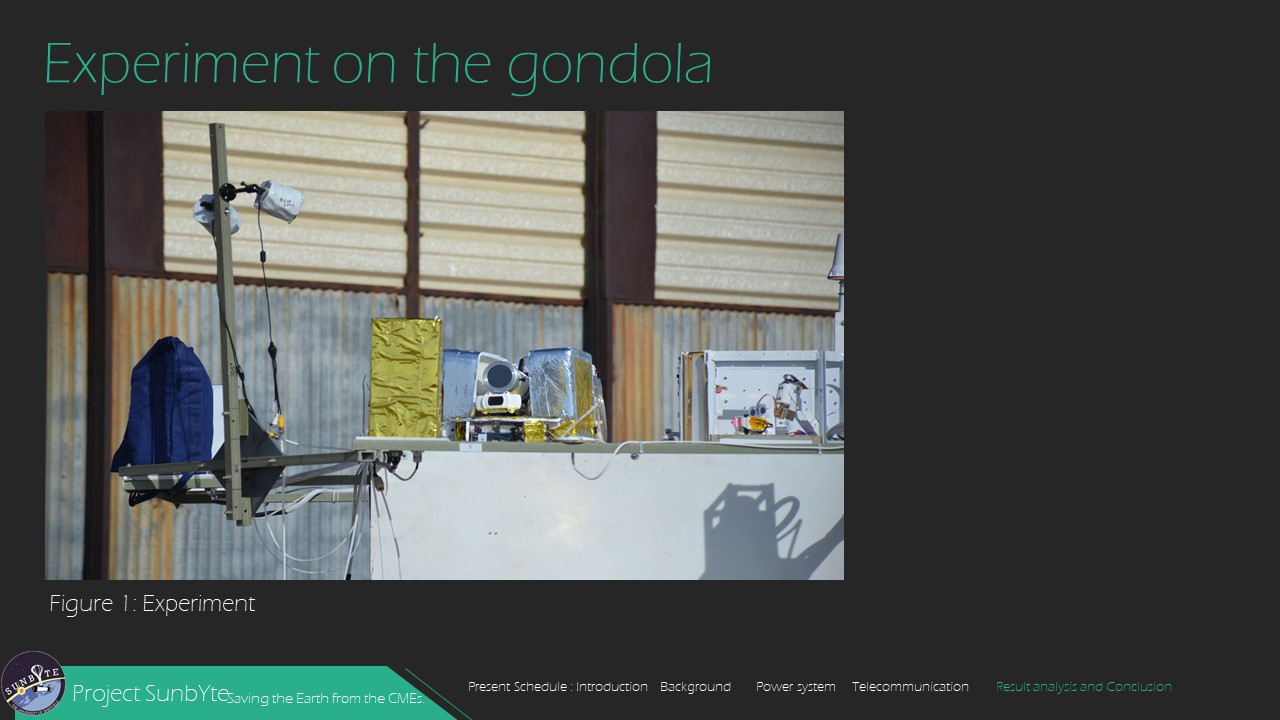 Experiment on the gondola
Figure 1: Experiment
SUNBYTE
Project SunbYte
Saving the Earth from the CMEs.
Present Schedule : Introduction Background Power system Telecommunication Result analysis and Conclusion